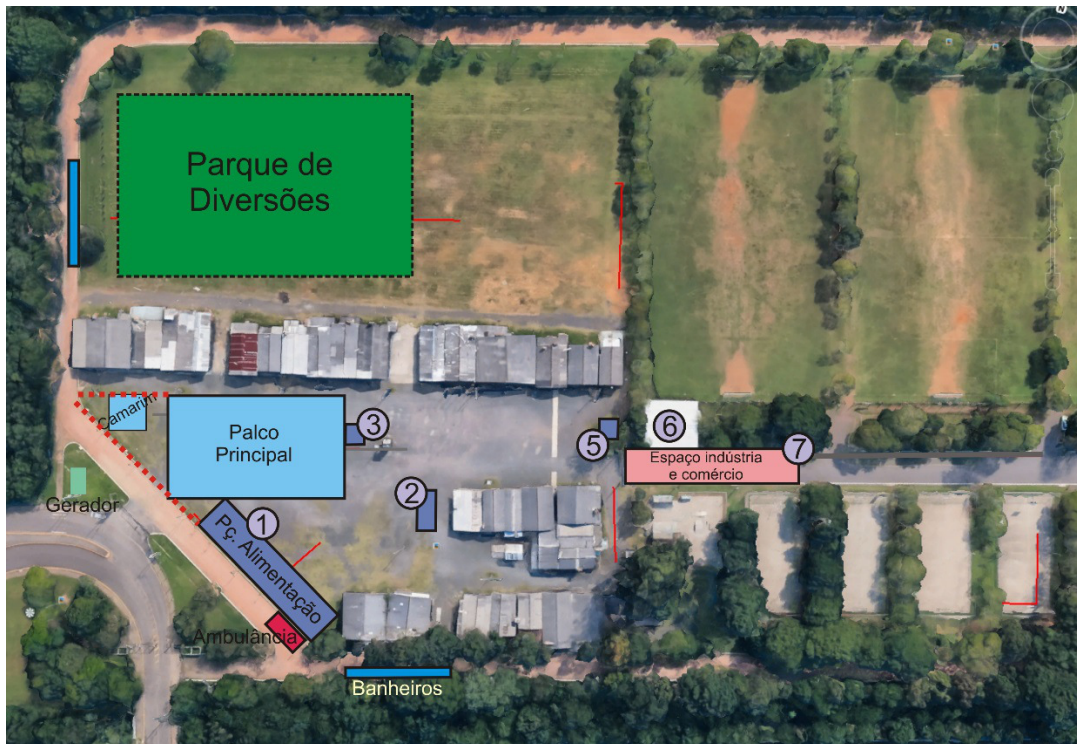 N
Parque de
Diversões
Camarim
Palco
Principal
3
5
6
Espaço indústria
e comércio
7
Gerador
2
1
Pç. Alimentação
Ambulância
Banheiros